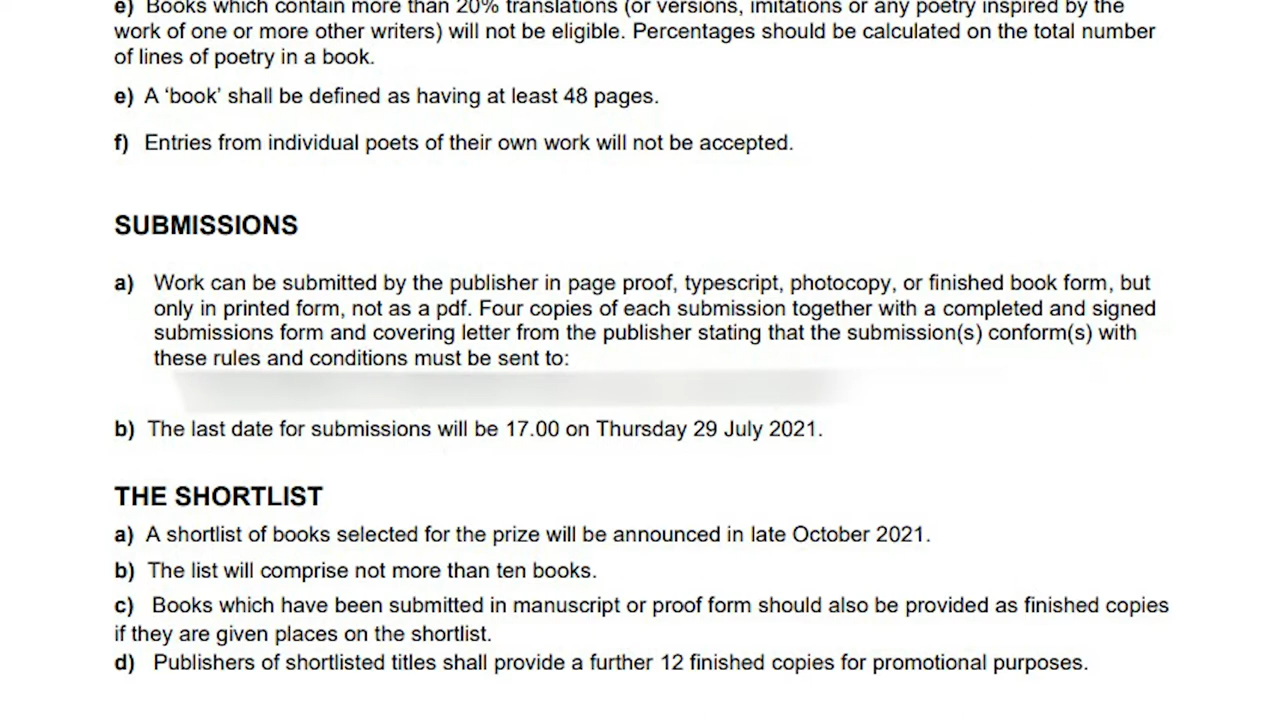 e) Books which contain more than 20% translations (or versions, imitations or any poetry inspired by the
work of one or more other writers) will not be eligible. Percentages should be calculated on the total number
of lines of poetry in a book.
e) A ‘book’ shall be defined as having at least 48 pages.
f) Entries from individual poets of their own work will not be accepted.
SUBMISSIONS
a) Work can be submitted by the publisher in page proof, typescript, photocopy, or finished book form, but
only in printed form, not as a pdf. Four copies of each submission together with a completed and signed
submissions form and covering letter from the publisher stating that the submission(s) conform(s) with
these rules and conditions must be sent to:
b) The last date for submissions will be 17.00 on Thursday 29 July 2021.
THE SHORTLIST
a) A shortlist of books selected for the prize will be announced in late October 2021.
b) The list will comprise not more than ten books.
c) Books which have been submitted in manuscript or proof form should also be provided as finished copies
if they are given places on the shortlist.
d) Publishers of shortlisted titles shall provide a further 12 finished copies for promotional purposes.